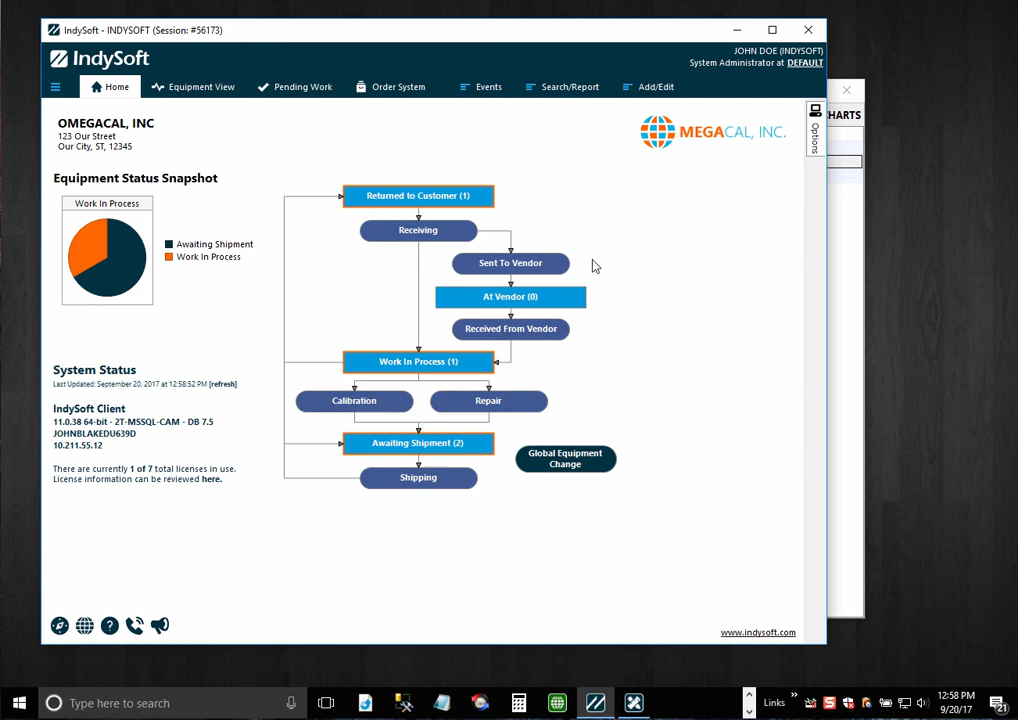 IndySoft - INDYSOFT (Session: #56173)
IndySoft
JOHN DOE (INDYSOFT)
System Administrator at DEFAULT
Home
Equipment View
Pending Work
Order System
Events
Search/Report
Add/Edit
HARTS
Options
OMEGACAL, INC
123 Our Street
Our City, ST, 12345
MEGACAL, INC.
Equipment Status Snapshot
Work In Process
Awaiting Shipment
Work In Process
Returned to Customer (1)
Receiving
Sent To Vendor
At Vendor (0)
Received From Vendor
Work In Process (1)
Calibration
Repair
Awaiting Shipment (2)
Global Equipment
Change
Shipping
System Status
Last Updated: September 20, 2017 at 12:58:52 PM [refresh]
IndySoft Client
11.0.38 64-bit - 2T-MSSQL-CAM - DB 7.5
JOHNBLAKEDU639D
10.211.55.12
There are currently 1 of 7 total licenses in use.
License information can be reviewed here.
www.indysoft.com
Type here to search
Links
12:58 PM
9/20/17
21